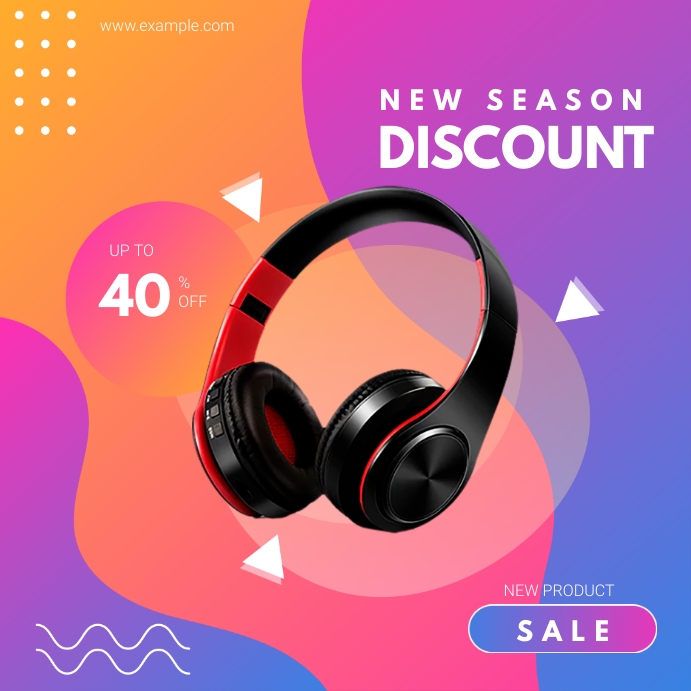 www.example.com
NEW SEASON
DISCOUNT
UP TO
40 % OFF
NEW PRODUCT
SALE